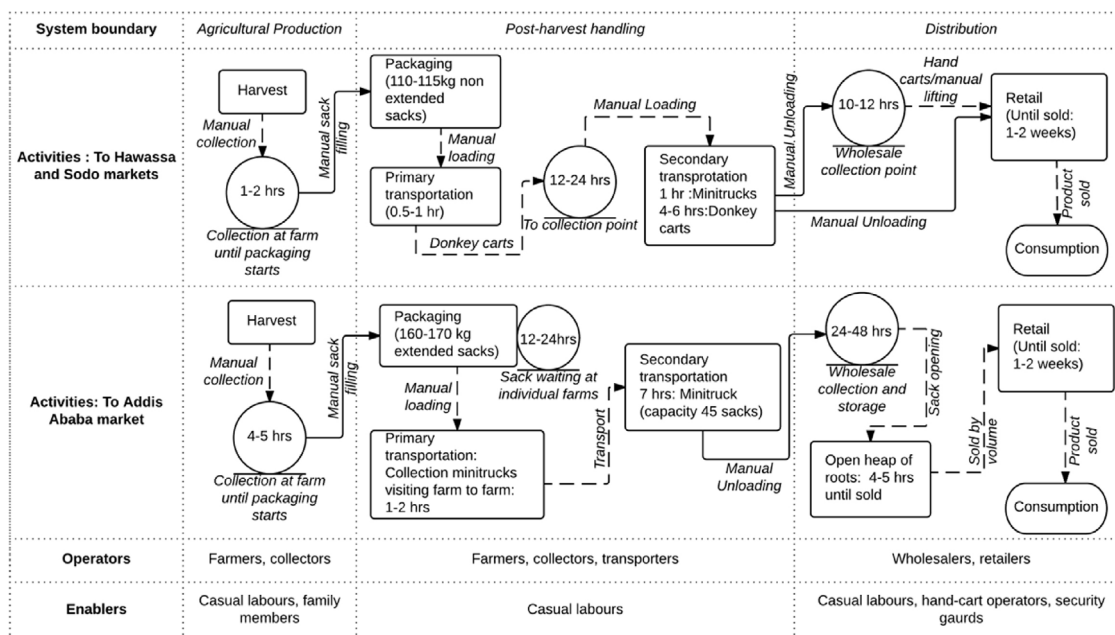 System boundary
Agricultural Production
Post-harvest handling
Distribution
Activities : To Hawassa
and Sodo markets
Harvest
Manual
collection
1-2 hrs
Collection at farm
until packaging
starts
Manual sack
filling
Packaging
(110-115kg non
extended
sacks)
Manual
loading
Primary
transportation
(0.5-1 hr)
Donkey carts
12-24 hrs
To collection point
Manual Loading
Secondary
transprotation
1 hr :Minitrucks
4-6 hrs:Donkey
carts
Manual Unloading
10-12 hrs
Wholesale
collection point
Hand
carts/manual
lifting
Manual Unloading
Retail
(Until sold:
1-2 weeks)
Product
sold
Consumption
Activities: To Addis
Ababa market
Harvest
Manual
collection
4-5 hrs
Collection at farm
until packaging
starts
Manual sack
filling
Packaging
(160-170 kg
extended sacks)
12-24hrs
Sack waiting at
individual farms
Manual
loading
Primary
transportation:
Collection minitrucks
visiting farm to farm:
1-2 hrs
Transport
Secondary
transportation
7 hrs: Minitruck
(capacity 45 sacks)
Manual
Unloading
24-48 hrs
Wholesale
collection and
storage
Sack opening
Open heap of
roots: 4-5 hrs
until sold
Sold by
volume
Retail
(Until sold:
1-2 weeks)
Product
sold
Consumption
Operators
Farmers, collectors
Farmers, collectors, transporters
Wholesalers, retailers
Enablers
Casual labours, family
members
Casual labours
Casual labours, hand-cart operators, security
gaurds